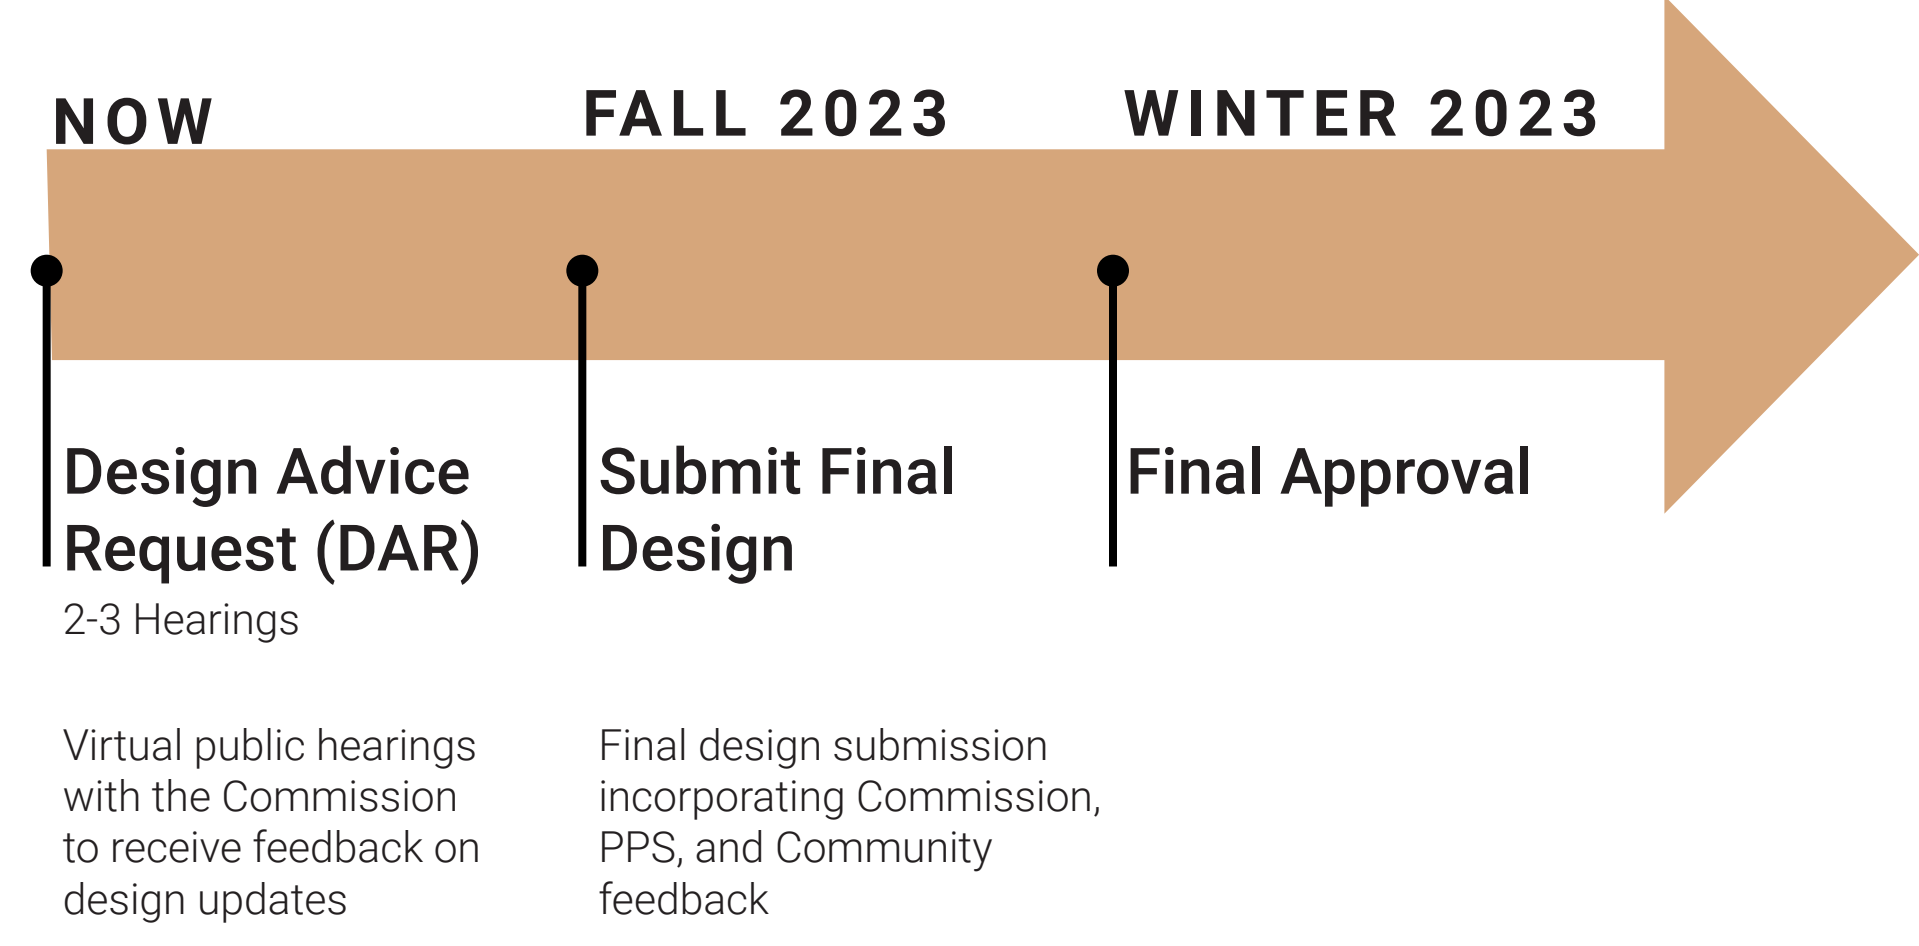 NOW
FALL 2023
WINTER 2023
Design Advice
Request (DAR)
2-3 Hearings
Virtual public hearings
with the Commission
to receive feedback on
design updates
Submit Final
Design
Final design submission
incorporating Commission,
PPS, and Community
feedback
Final Approval